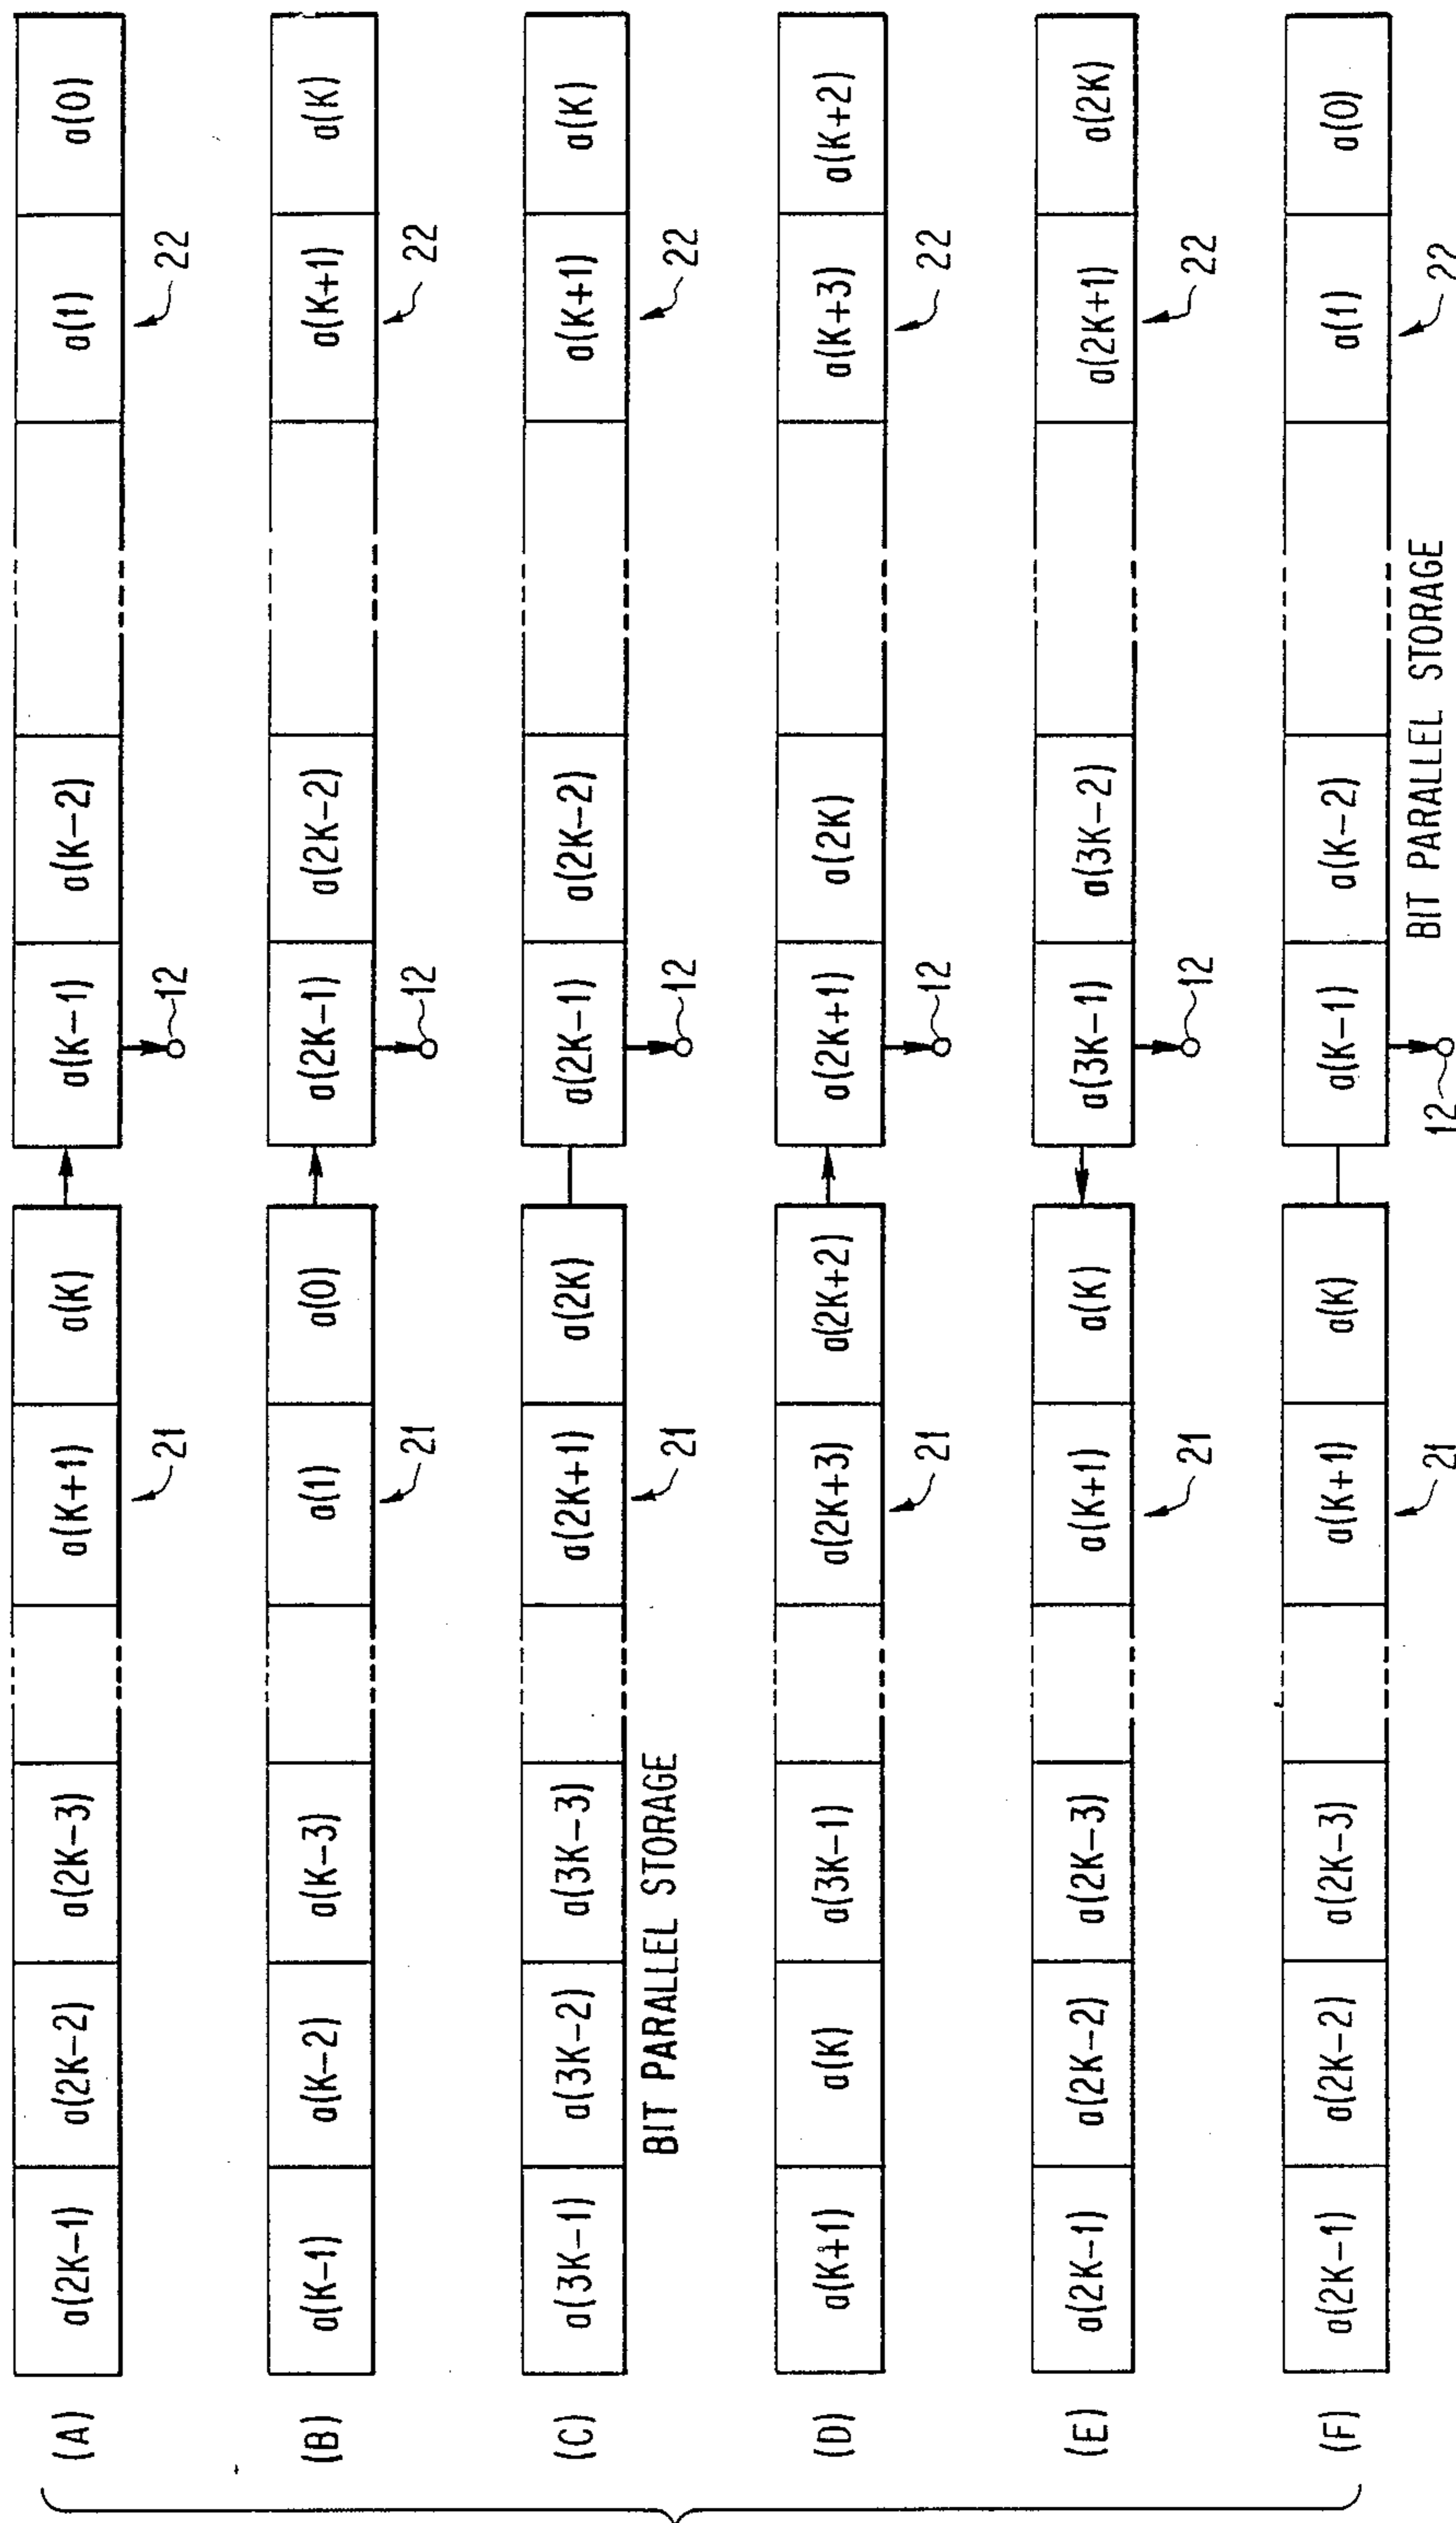 (A) a(2K-1) a(2K-2) a(2K-3) a(K+1) a(K) a(K-1) a(K-2) a(1) a(0)
21 12 22
(B) a(K-1) a(K-2) a(K-3) a(1) a(0) a(2K-1) a(2K-2) a(K+1) a(K)
21 12 22
(C) a(3K-1) a(3K-2) a(3K-3) a(2K+1) a(2K) a(2K-1) a(2K-2) a(K+1) a(K)
BIT PARALLEL STORAGE 21 12 22
(D) a(K+1) a(K) a(3K-1) a(2K+3) a(2K+2) a(2K+1) a(2K) a(K+3) a(K+2)
21 12 22
(E) a(2K-1) a(2K-2) a(2K-3) a(K+1) a(K) a(3K-1) a(3K-2) a(2K+1) a(2K)
21 12 22
(F) a(2K-1) a(2K-2) a(2K-3) a(K+1) a(K) a(K-1) a(K-2) a(1) a(0)
21 12 22
BIT PARALLEL STORAGE